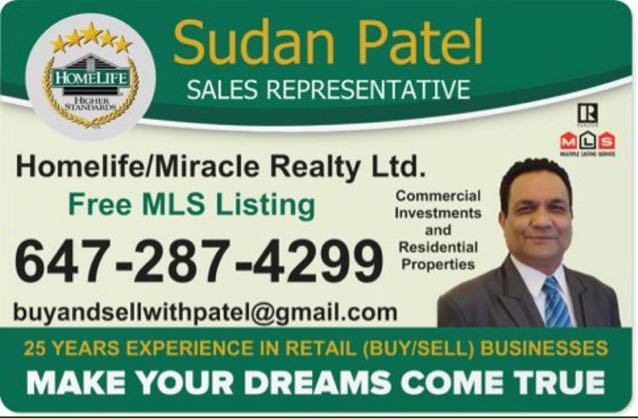 Sudan Patel
SALES REPRESENTATIVE
HOMELIFE
HIGHER
STANDARDS
R
REALTOR
MLS
MULTIPLE LISTING SERVICE
Homelife/Miracle Realty Ltd.
Free MLS Listing
647-287-4299
buyandsellwithpatel@gmail.com
Commercial
Investments
and
Residential
Properties
25 YEARS EXPERIENCE IN RETAIL (BUY/SELL) BUSINESSES
MAKE YOUR DREAMS COME TRUE